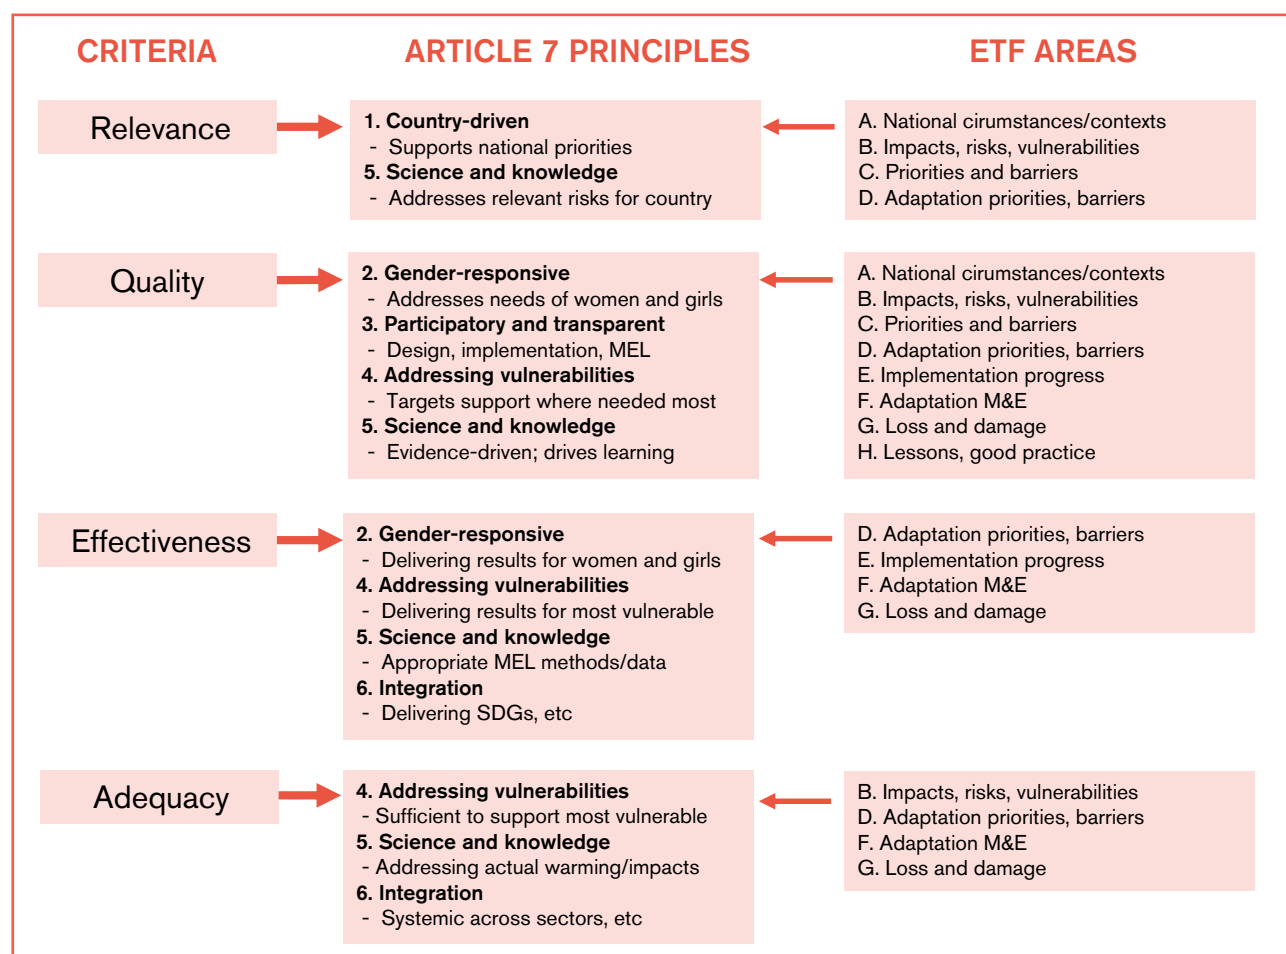 CRITERIA
ARTICLE 7 PRINCIPLES
ETF AREAS
Relevance
1. Country-driven
- Supports national priorities
5. Science and knowledge
- Addresses relevant risks for country
A. National cirumstances/contexts
B. Impacts, risks, vulnerabilities
C. Priorities and barriers
D. Adaptation priorities, barriers
Quality
2. Gender-responsive
- Addresses needs of women and girls
3. Participatory and transparent
- Design, implementation, MEL
4. Addressing vulnerabilities
- Targets support where needed most
5. Science and knowledge
- Evidence-driven; drives learning
A. National cirumstances/contexts
B. Impacts, risks, vulnerabilities
C. Priorities and barriers
D. Adaptation priorities, barriers
E. Implementation progress
F. Adaptation M&E
G. Loss and damage
H. Lessons, good practice
Effectiveness
2. Gender-responsive
- Delivering results for women and girls
4. Addressing vulnerabilities
- Delivering results for most vulnerable
5. Science and knowledge
- Appropriate MEL methods/data
6. Integration
- Delivering SDGs, etc
D. Adaptation priorities, barriers
E. Implementation progress
F. Adaptation M&E
G. Loss and damage
Adequacy
4. Addressing vulnerabilities
- Sufficient to support most vulnerable
5. Science and knowledge
- Addressing actual warming/impacts
6. Integration
- Systemic across sectors, etc
B. Impacts, risks, vulnerabilities
D. Adaptation priorities, barriers
F. Adaptation M&E
G. Loss and damage